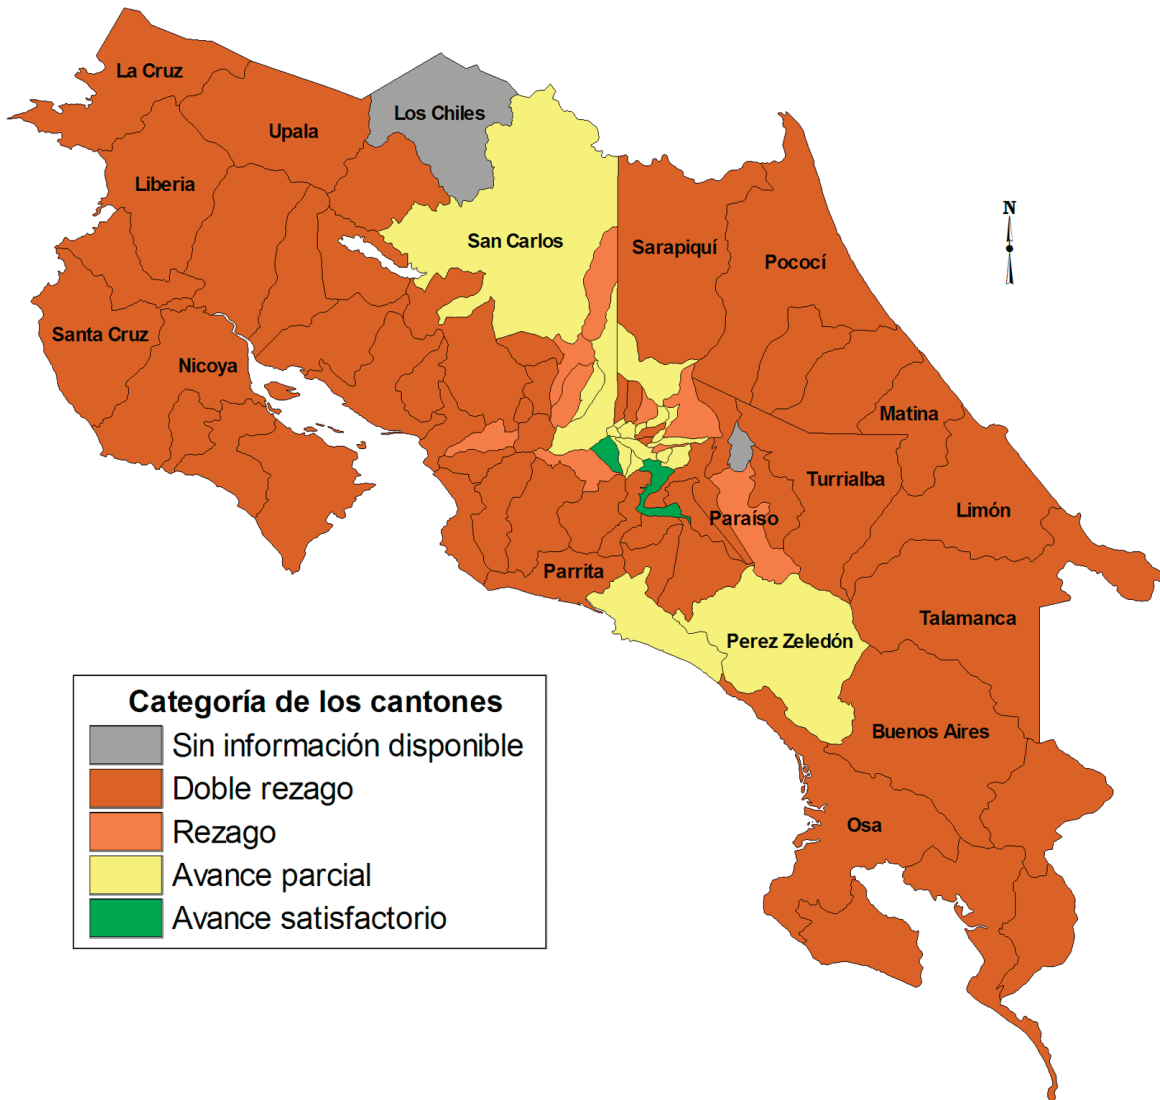 La Cruz
Los Chiles
Upala
Liberia
N
San Carlos
Sarapiquí
Pococí
Santa Cruz
Nicoya
Matina
Turrialba
Limón
Paraíso
Parrita
Talamanca
Perez Zeledón
Buenos Aires
Osa
Categoría de los cantones
Sin información disponible
Doble rezago
Rezago
Avance parcial
Avance satisfactorio